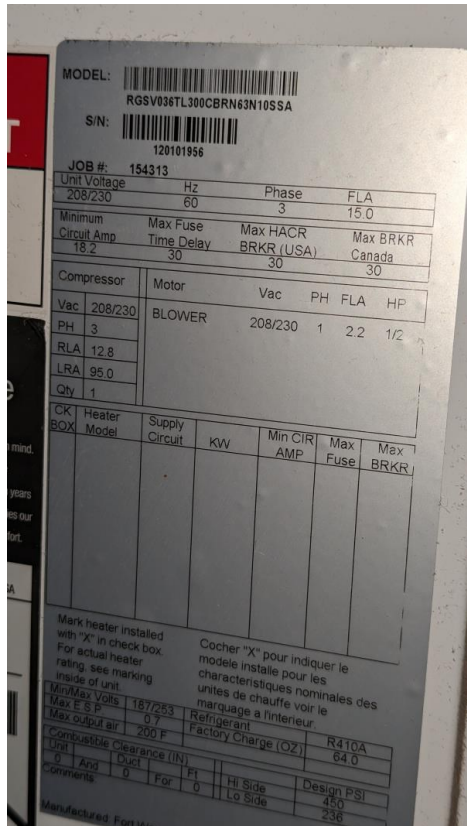 T
MODEL:
RGSV036TL300CBRN63N10SSA
S/N:
120101956
JOB #: 154313
Unit Voltage Hz Phase FLA
208/230 60 3 15.0
Minimum Circuit Amp Max Fuse Time Delay Max HACR BRKR (USA) Max BRKR Canada
18.2 30 30 30
Compressor Motor Vac PH FLA HP
Vac 208/230 BLOWER 208/230 1 2.2 1/2
PH 3
RLA 12.8
LRA 95.0
Qty 1
CK BOX Heater Model Supply Circuit KW Min CIR AMP Max Fuse Max BRKR
Mark heater installed
with "X" in check box.
For actual heater
rating, see marking
inside of unit.
Cocher "X" pour indiquer le
modele installe pour les
characteristiques nominales des
unites de chauffe voir le
marquage a l'interieur.
Min/Max Volts 187/253 Refrigerant R410A
Max E S P 0.7 Factory Charge (OZ) 64.0
Max output air 200 F
Combustible Clearance (IN) Design PSI
Unit Duct Ft Hi Side 450
0 And 0 For 0 Lo Side 236
Comments
Manufactured: Fort
e
mind.
years
es our
fort.